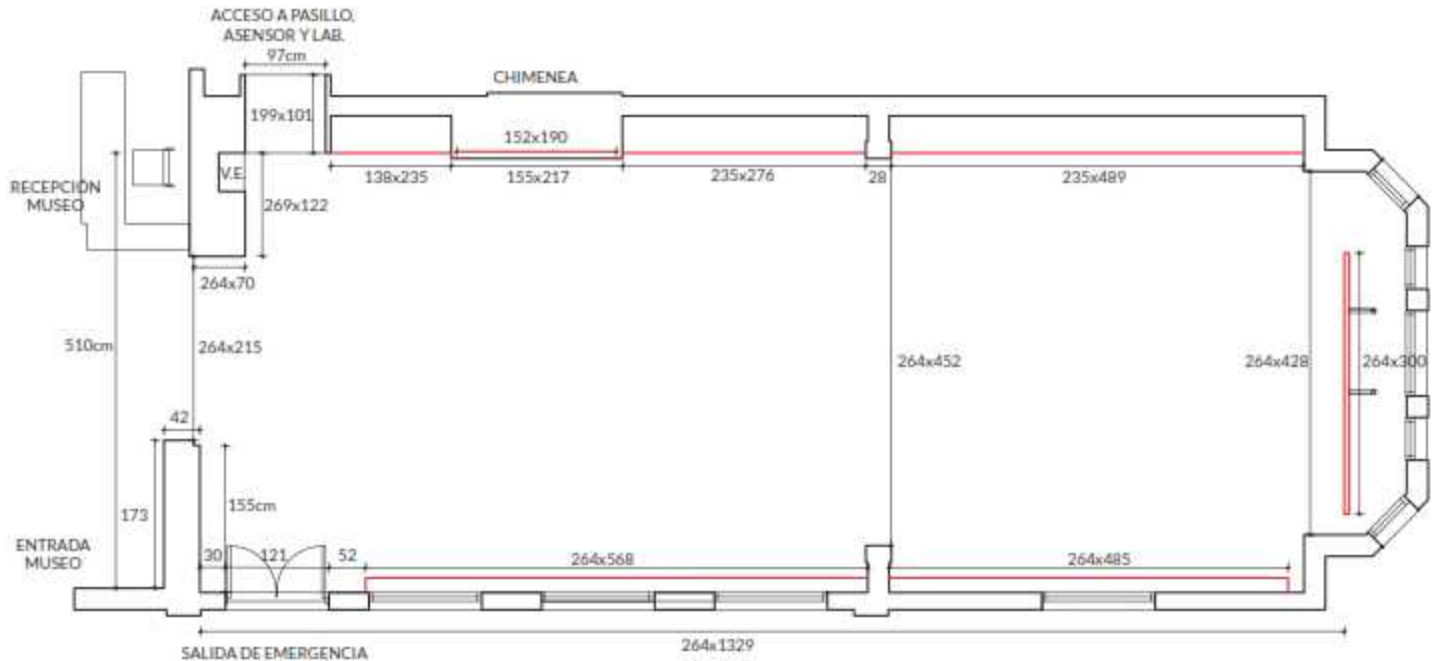 ACCESO A PASILLO,
ASENSOR Y LAB.
97cm
CHIMENEA
199x101
152x190
RECEPCIÓN
MUSEO
V.E.
138x235
155x217
235x276
28
235x489
269x122
264x70
510cm
264x215
264x452
264x428
264x300
42
173
155cm
ENTRADA
MUSEO
30
121
52
264x568
264x485
264x1329
SALIDA DE EMERGENCIA